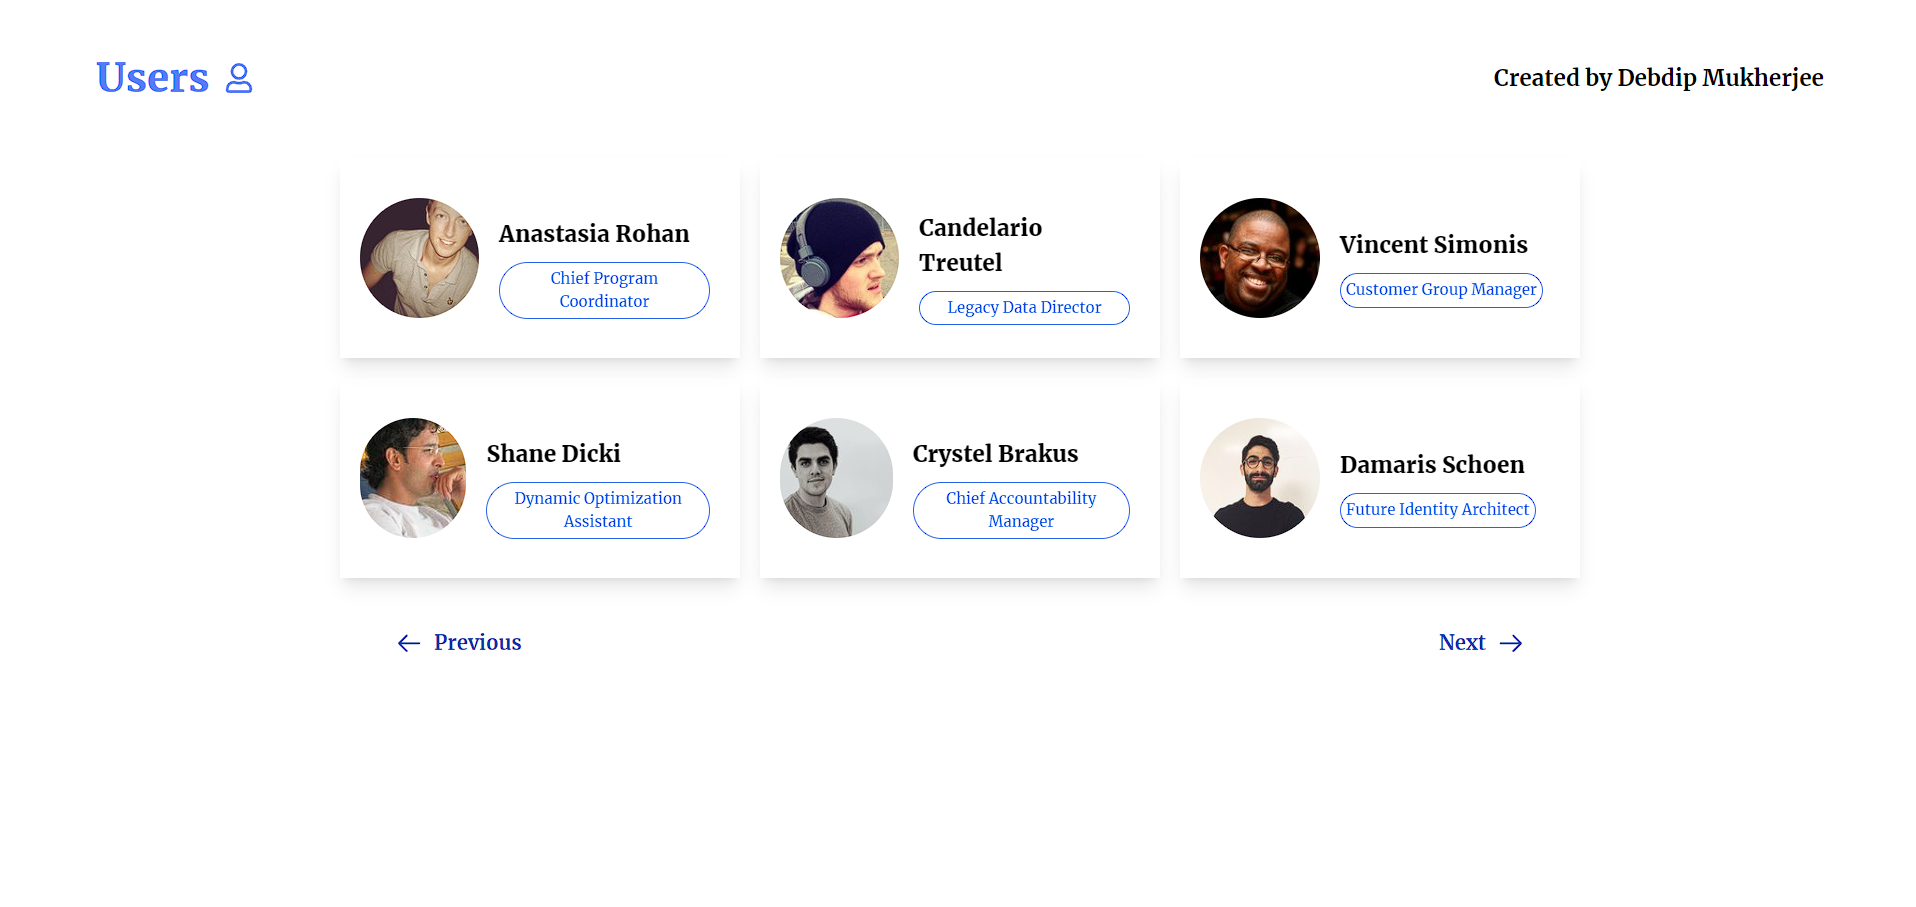 Users
Created by Debdip Mukherjee
Anastasia Rohan
Chief Program
Coordinator
Candelario
Treutel
Legacy Data Director
Vincent Simonis
Customer Group Manager
Shane Dicki
Dynamic Optimization
Assistant
Crystel Brakus
Chief Accountability
Manager
Damaris Schoen
Future Identity Architect
Previous
Next